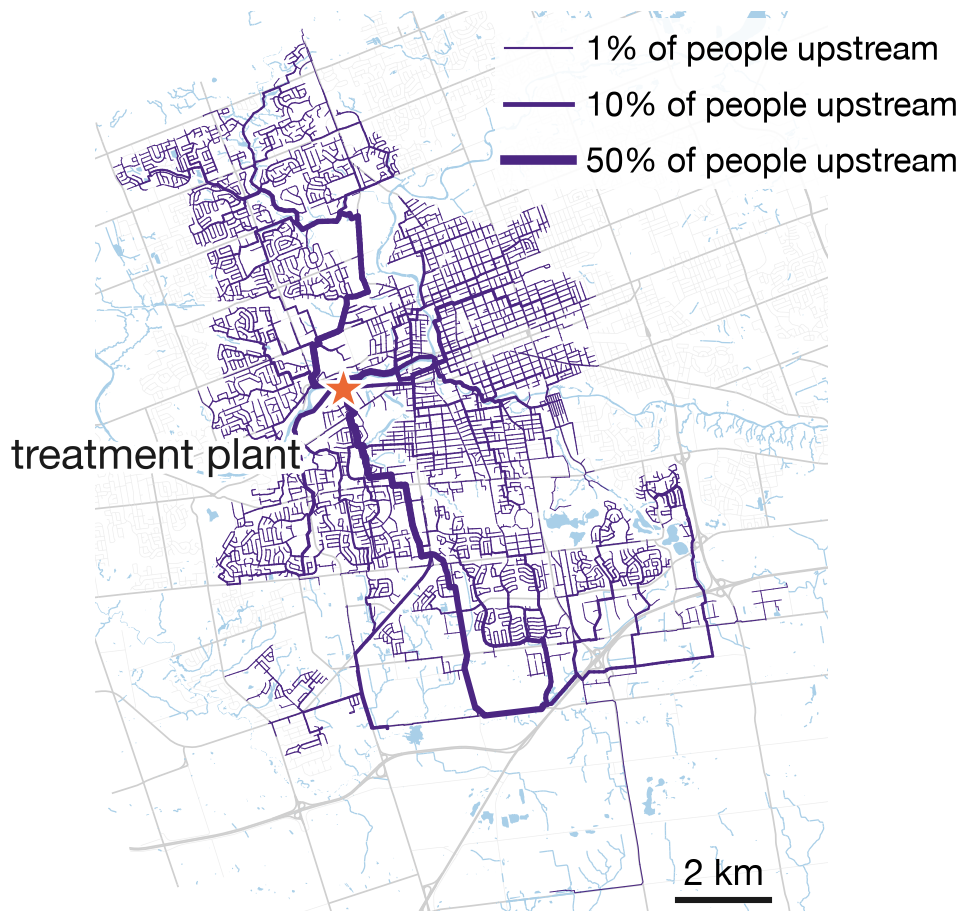 1% of people upstream
10% of people upstream
50% of people upstream
treatment plant
2 km